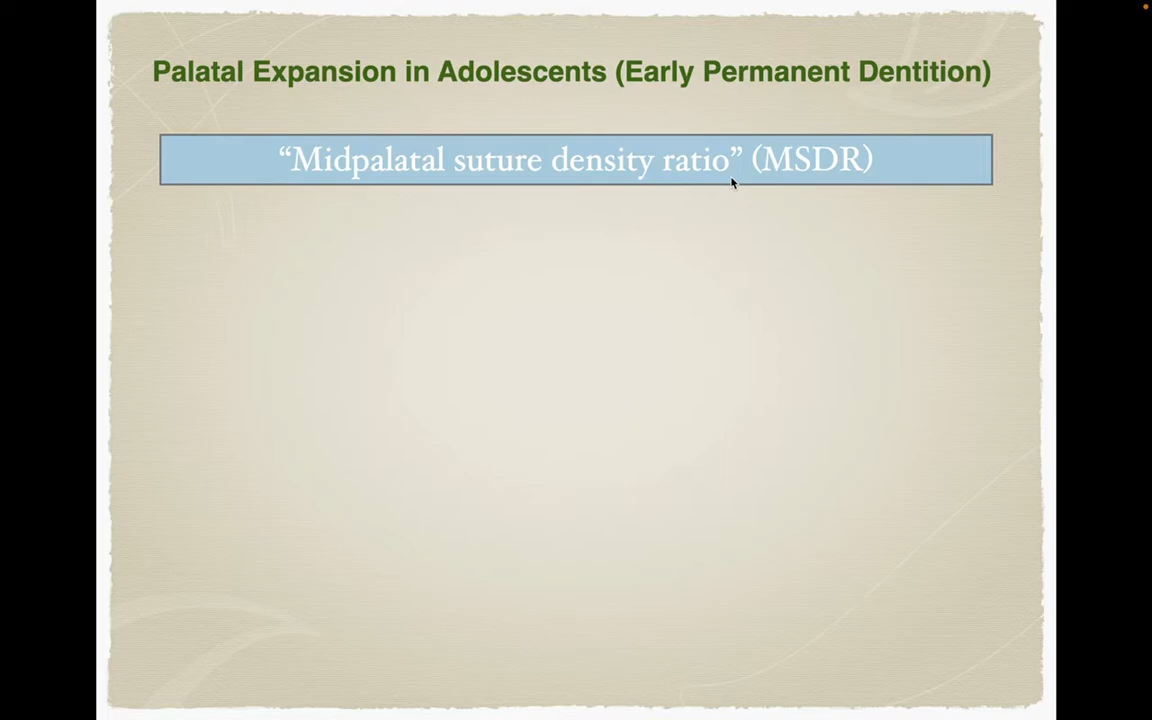 Palatal Expansion in Adolescents (Early Permanent Dentition)
“Midpalatal suture density ratio” (MSDR)